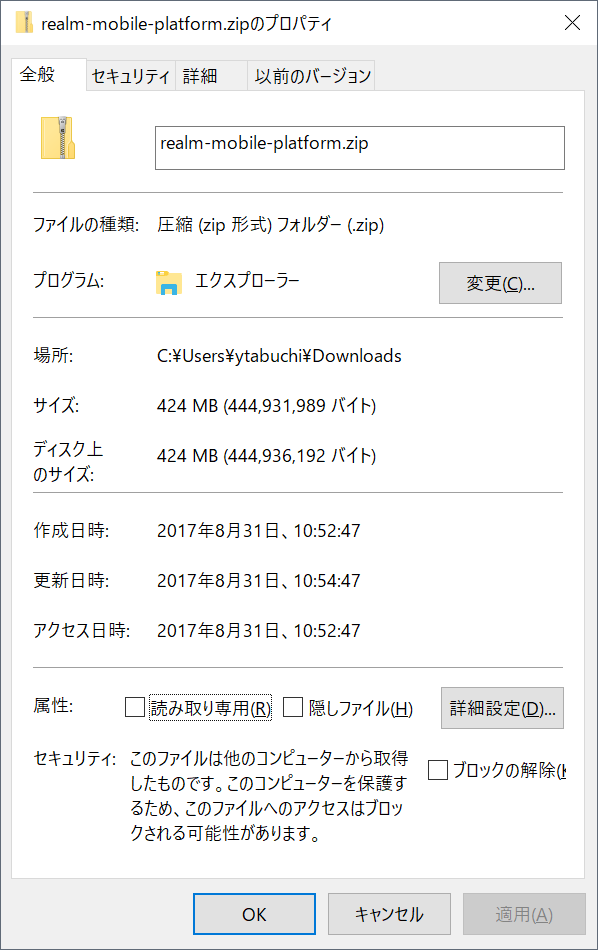 realm-mobile-platform.zipのプロパティ
全般 セキュリティ 詳細 以前のバージョン
realm-mobile-platform.zip
ファイルの種類: 圧縮 (zip 形式) フォルダー (.zip)
プログラム: エクスプローラー 変更(C)...
場所: C:¥Users¥ytabuchi¥Downloads
サイズ: 424 MB (444,931,989 バイト)
ディスク上
のサイズ: 424 MB (444,936,192 バイト)
作成日時: 2017年8月31日、10:52:47
更新日時: 2017年8月31日、10:54:47
アクセス日時: 2017年8月31日、10:52:47
属性: 読み取り専用(R) 隠しファイル(H) 詳細設定(D)...
セキュリティ: このファイルは他のコンピューターから取得
したものです。このコンピューターを保護す
るため、このファイルへのアクセスはブロッ
クされる可能性があります。
ブロックの解除(K
OK キャンセル 適用(A)